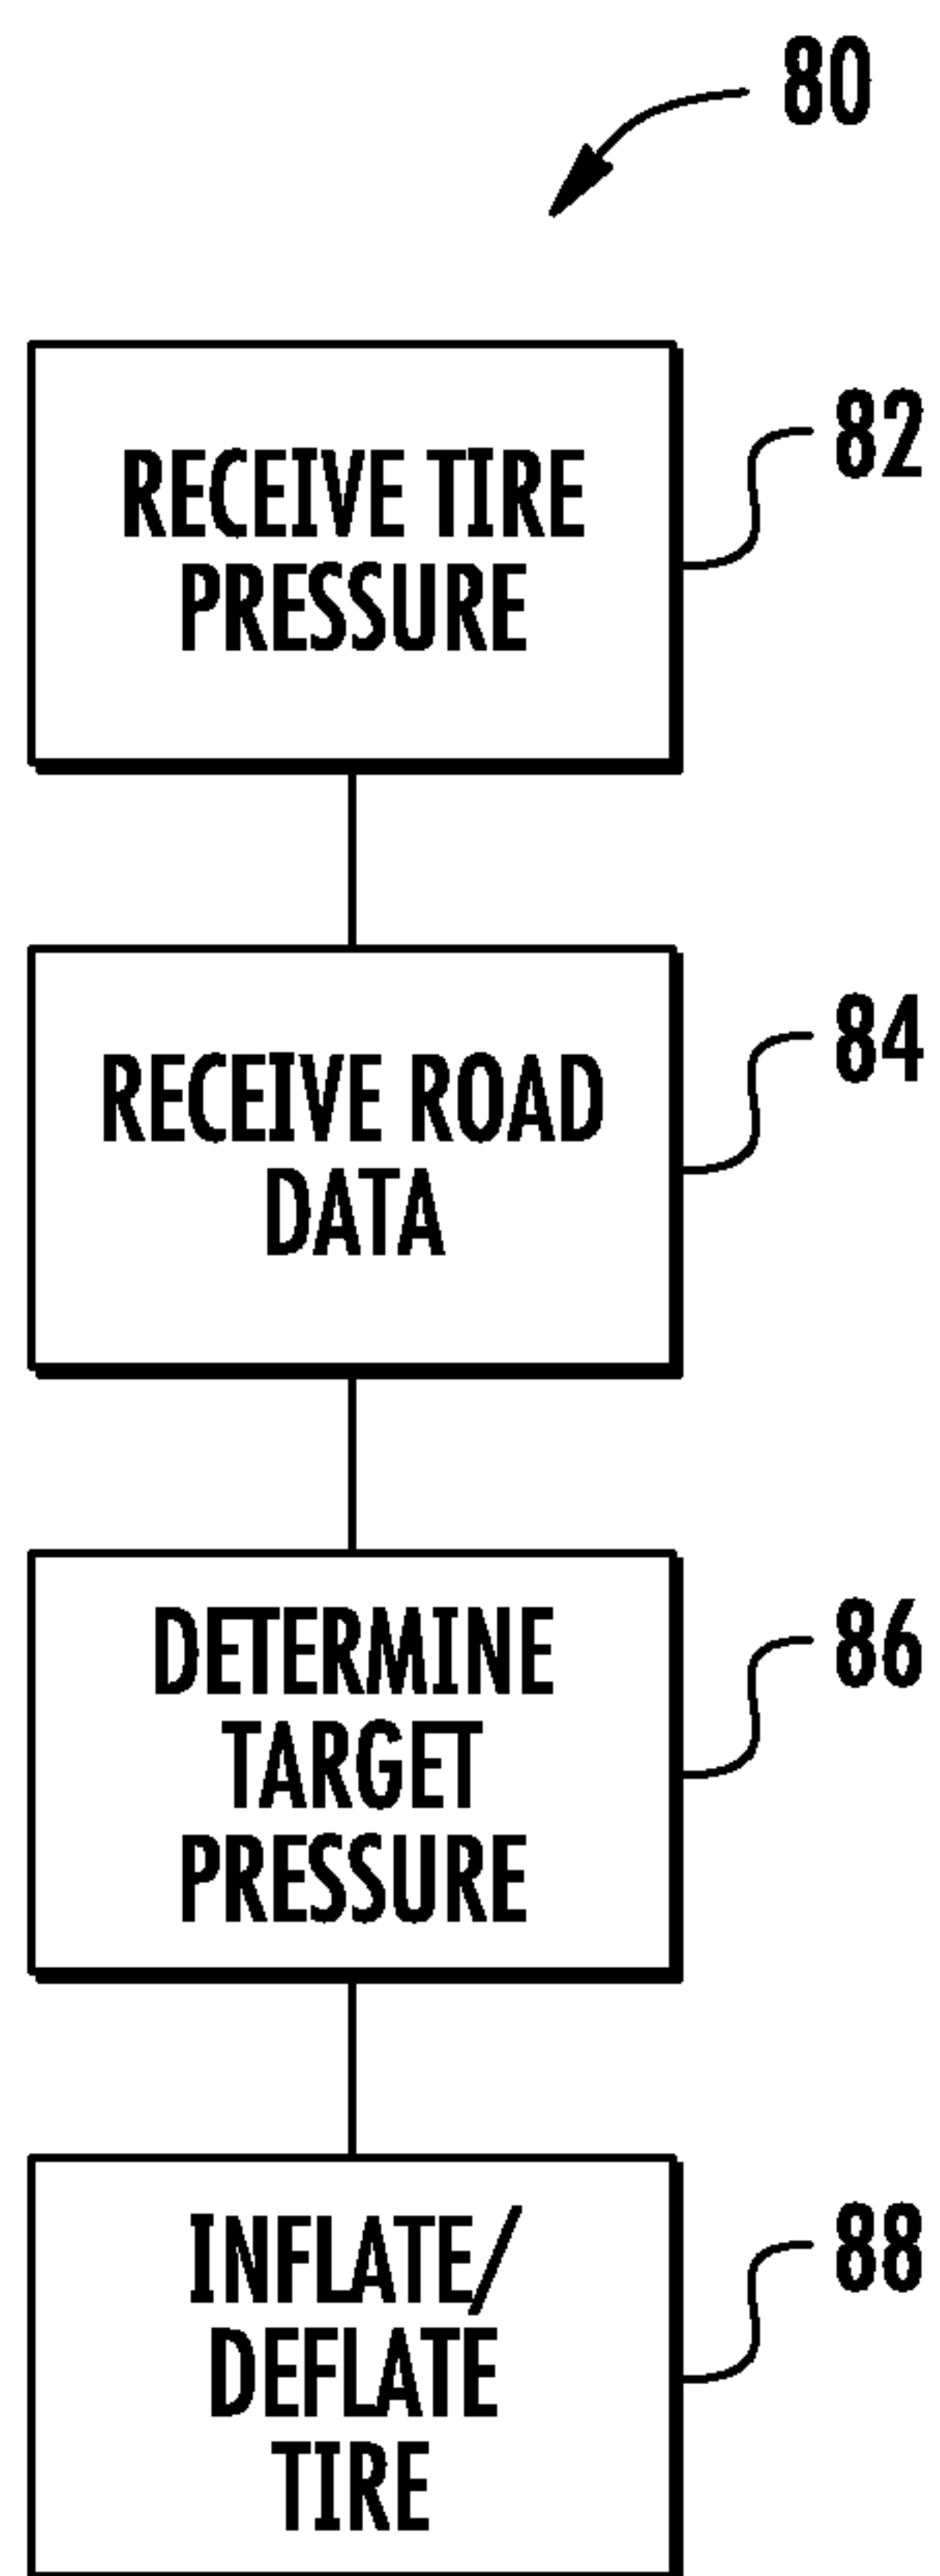 80
RECEIVE TIRE
PRESSURE
82
RECEIVE ROAD
DATA
84
DETERMINE
TARGET
PRESSURE
86
INFLATE/
DEFLATE
TIRE
88